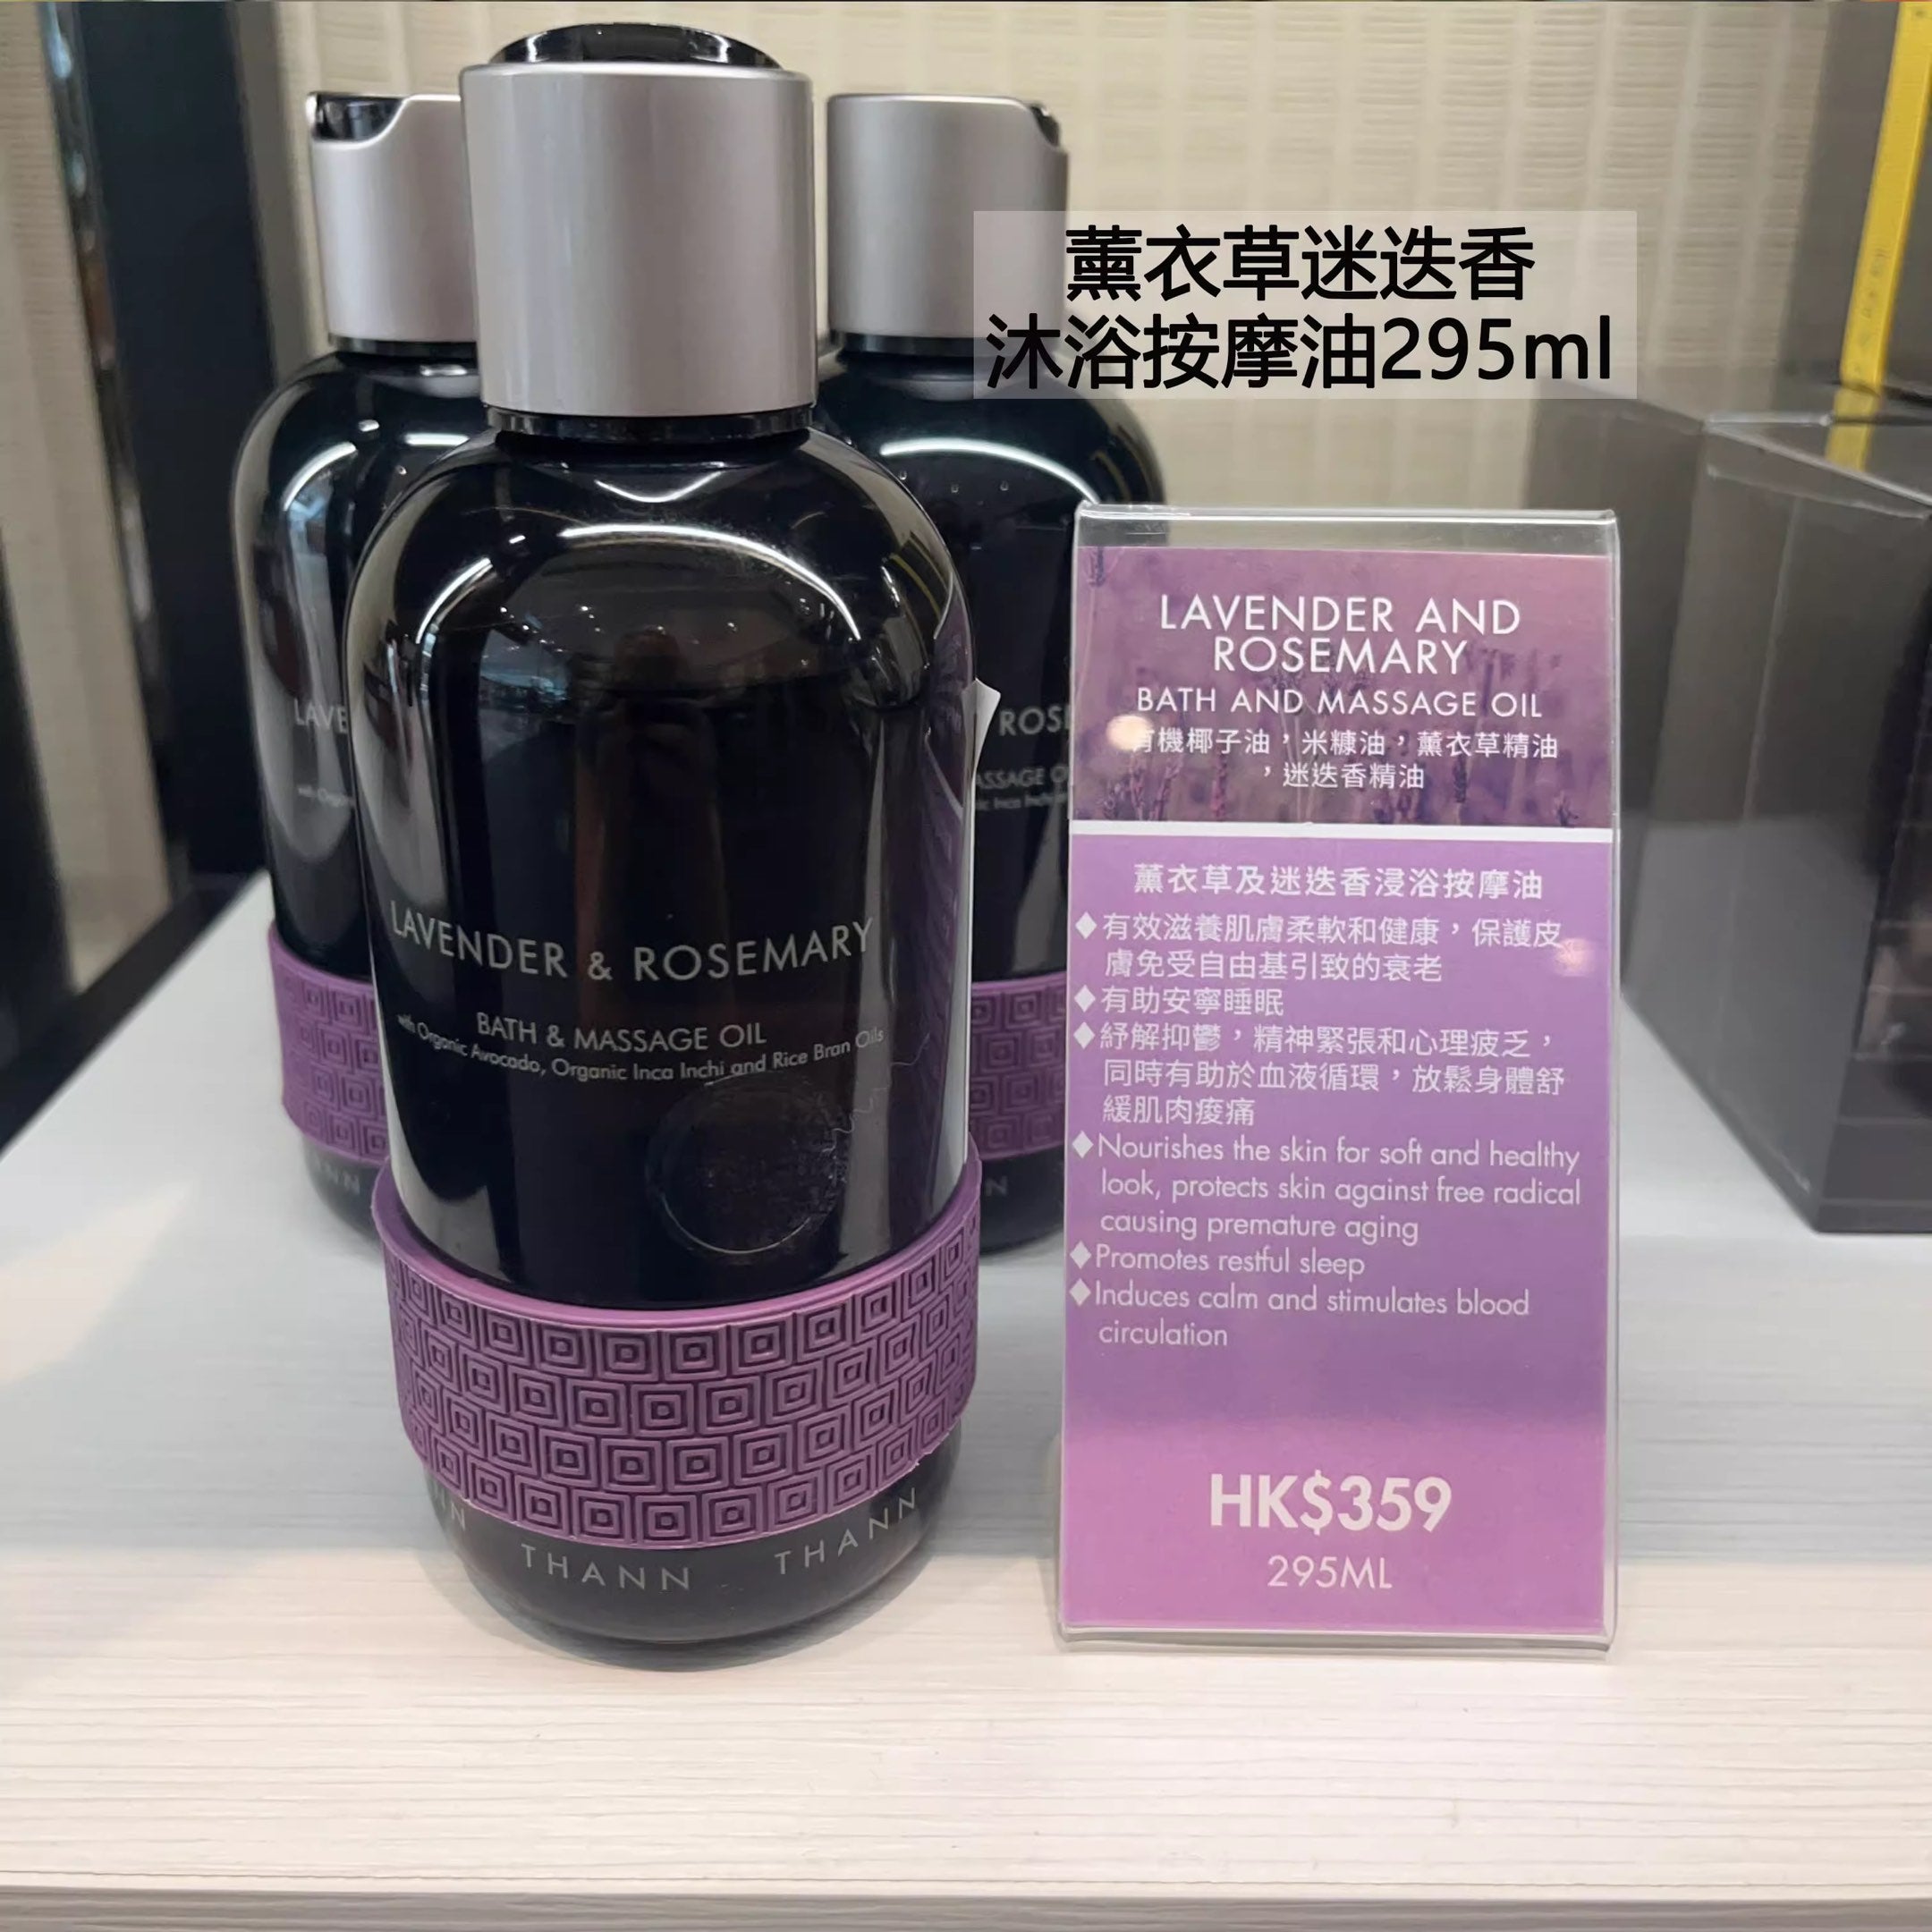 薰衣草迷迭香
沐浴按摩油295ml
LAVENDER AND
ROSEMARY
BATH AND MASSAGE OIL
有機椰子油，米糠油，薰衣草精油
，迷迭香精油
薰衣草及迷迭香浸浴按摩油
◆有效滋養肌膚柔軟和健康，保護皮
膚免受自由基引致的衰老
◆有助安寧睡眠
◆紓解抑鬱，精神緊張和心理疲乏，
同時有助於血液循環，放鬆身體舒
緩肌肉痠痛
◆Nourishes the skin for soft and healthy
look, protects skin against free radical
causing premature aging
◆Promotes restful sleep
◆Induces calm and stimulates blood
circulation
HK$359
295ML
LAVENDER & ROSEMARY
BATH & MASSAGE OIL
with Organic Avocado, Organic Inca Inchi and Rice Bran Oils
THANN THANN
LAVE
ROS